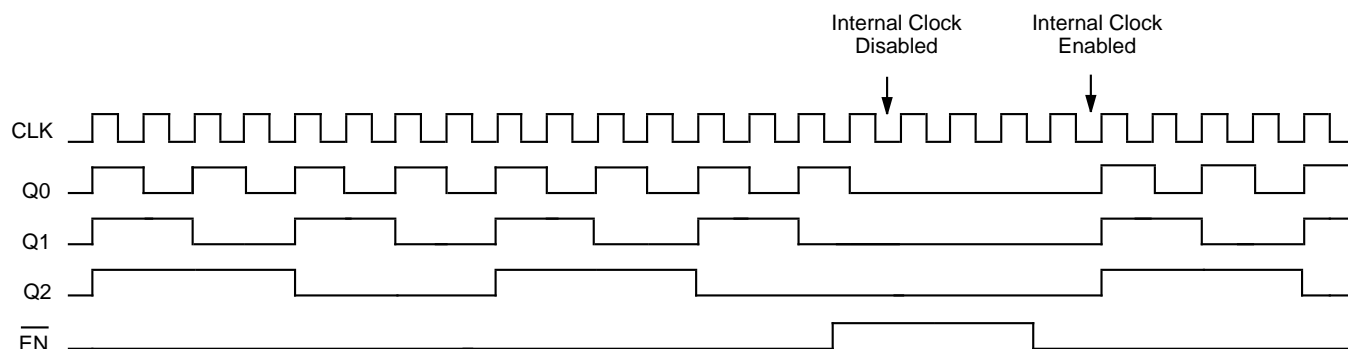 Internal Clock
Disabled
Internal Clock
Enabled
CLK
Q0
Q1
Q2
EN